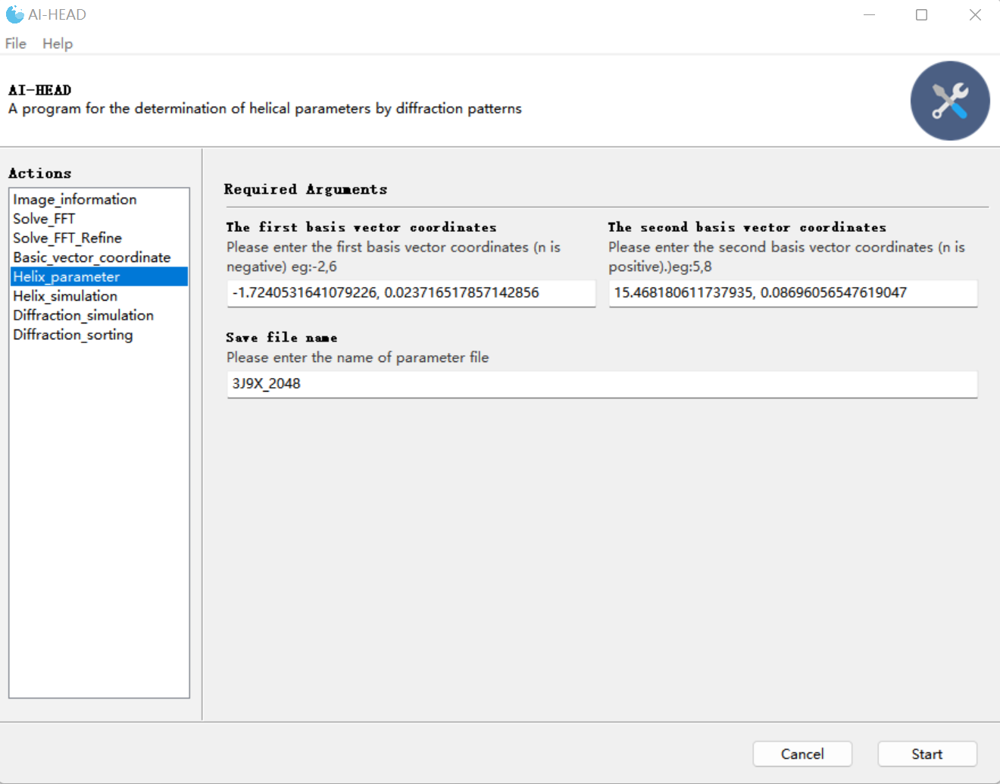 AI-HEAD
File Help
AI-HEAD
A program for the determination of helical parameters by diffraction patterns
Actions
Image_information
Solve_FFT
Solve_FFT_Refine
Basic_vector_coordinate
Helix_parameter
Helix_simulation
Diffraction_simulation
Diffraction_sorting
Required Arguments
The first basis vector coordinates
Please enter the first basis vector coordinates (n is
negative) eg:-2,6
-1.7240531641079226, 0.023716517857142856
The second basis vector coordinates
Please enter the second basis vector coordinates (n is
positive).)eg:5,8
15.468180611737935, 0.08696056547619047
Save file name
Please enter the name of parameter file
3J9X_2048
Cancel Start